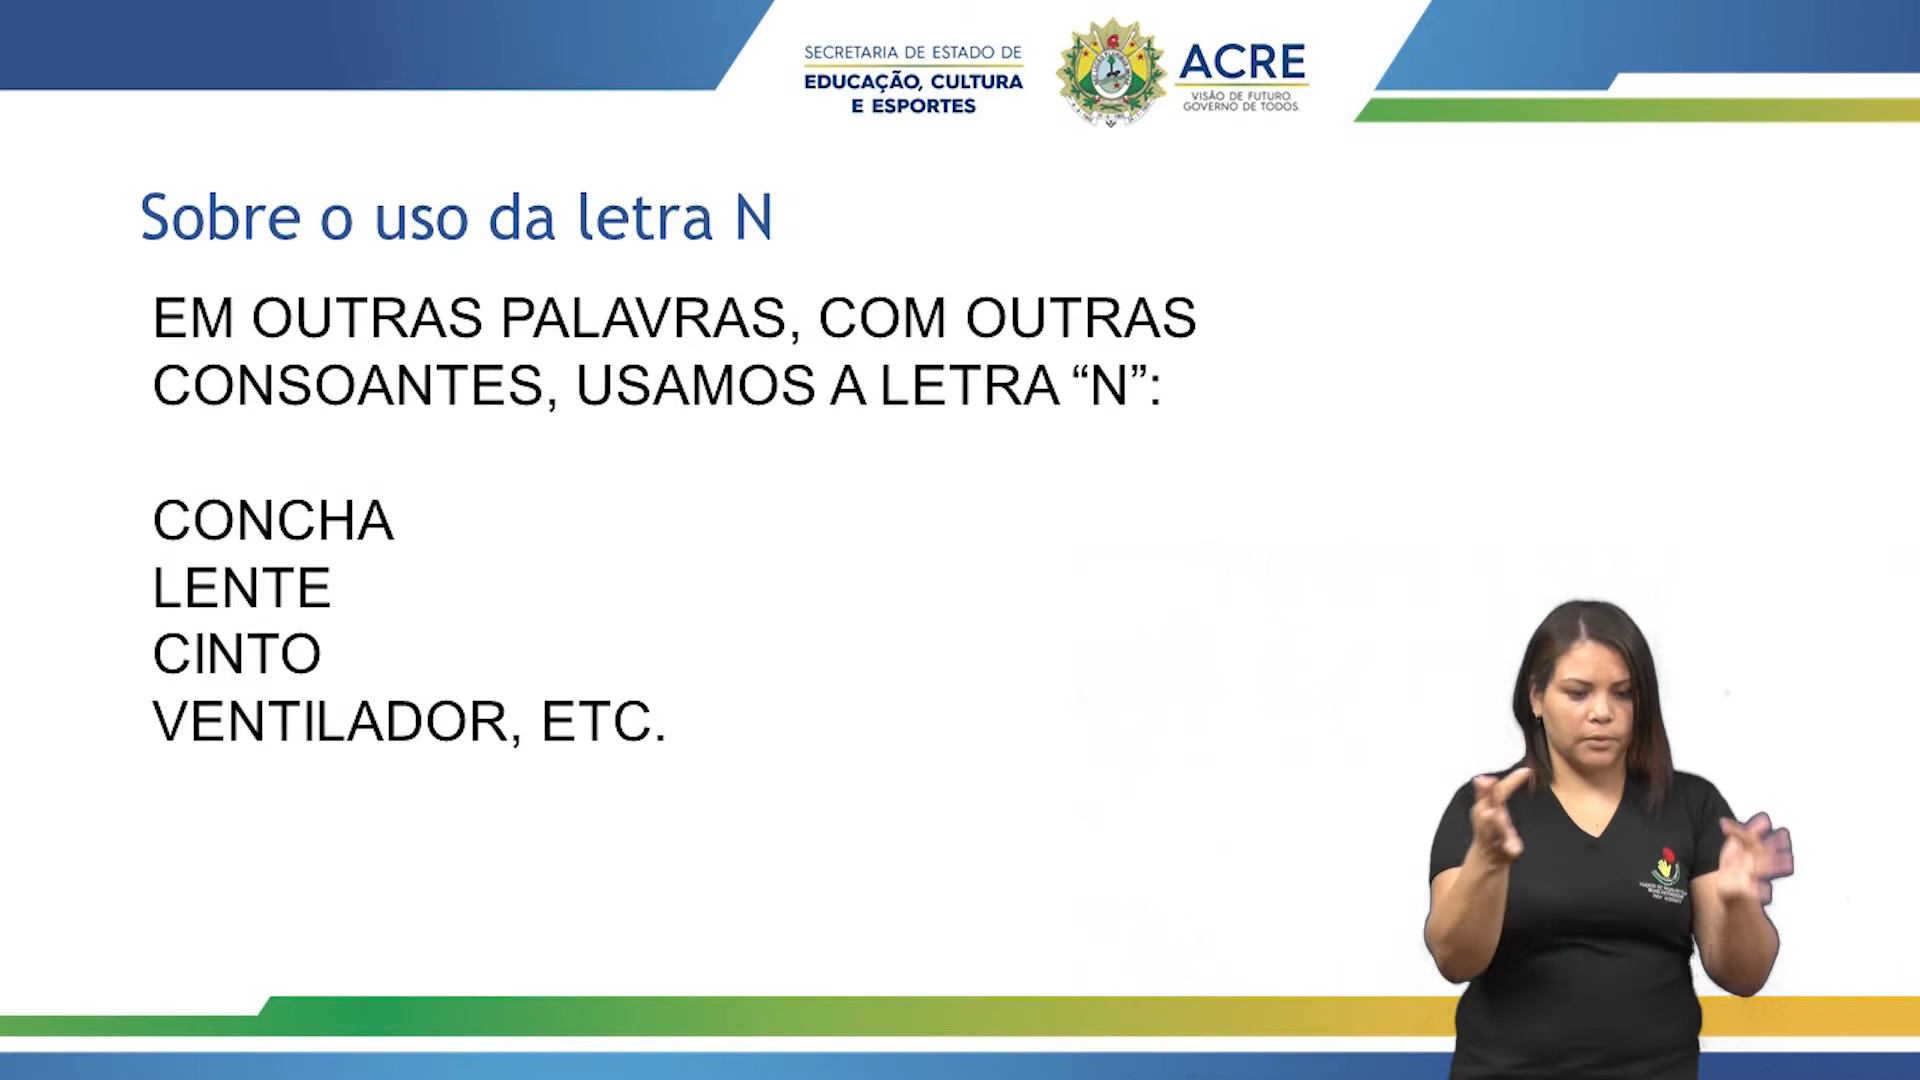 SECRETARIA DE ESTADO DE
EDUCAÇÃO, CULTURA
E ESPORTES
ACRE
VISÃO DE FUTURO.
GOVERNO DE TODOS.
Sobre o uso da letra N
EM OUTRAS PALAVRAS, COM OUTRAS
CONSOANTES, USAMOS A LETRA “N”:
CONCHA
LENTE
CINTO
VENTILADOR, ETC.